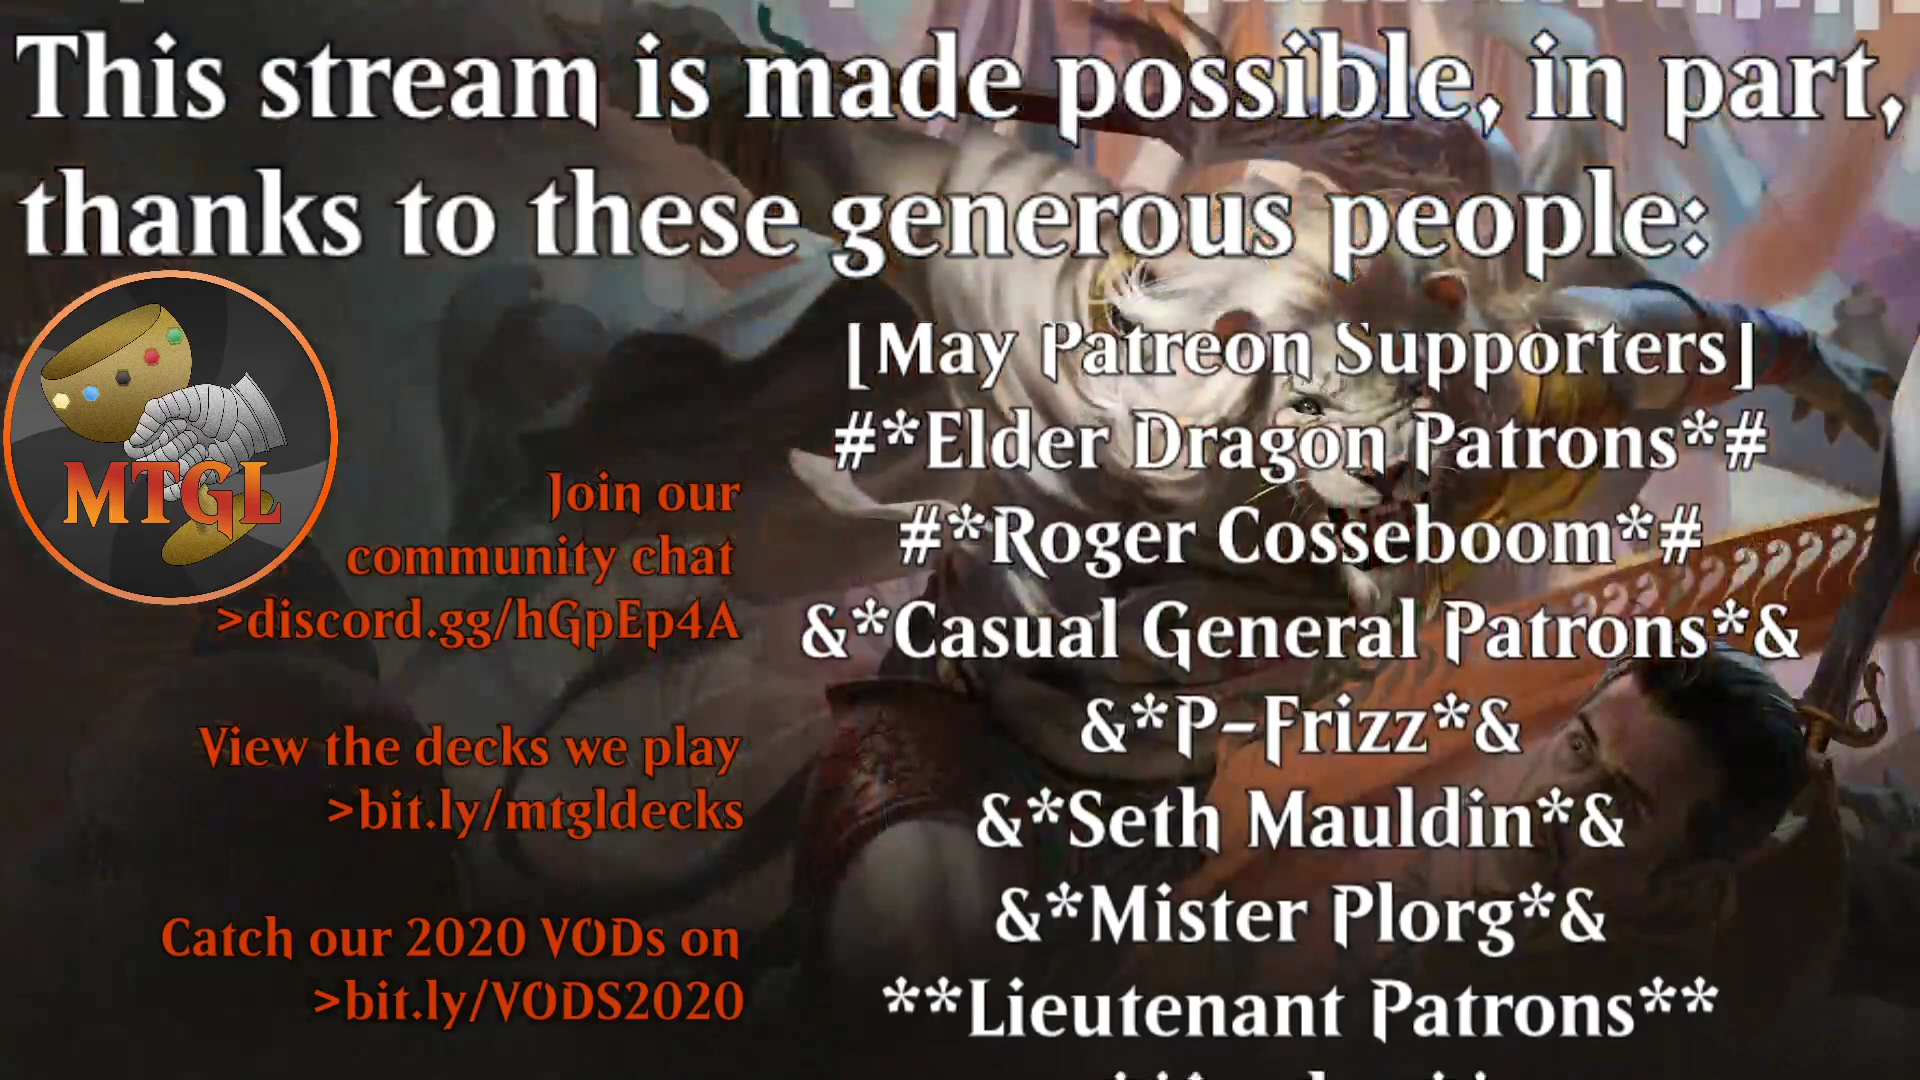 This stream is made possible, in part,
thanks to these generous people:
MTGL
Join our
community chat
>discord.gg/hGpEp4A
View the decks we play
>bit.ly/mtgldecks
Catch our 2020 VODs on
>bit.ly/VODS2020
[May Patreon Supporters]
#*Elder Dragon Patrons*#
#*Roger Cosseboom*#
&*Casual General Patrons*&
&*P-Frizz*&
&*Seth Mauldin*&
&*Mister Plorg*&
**Lieutenant Patrons**